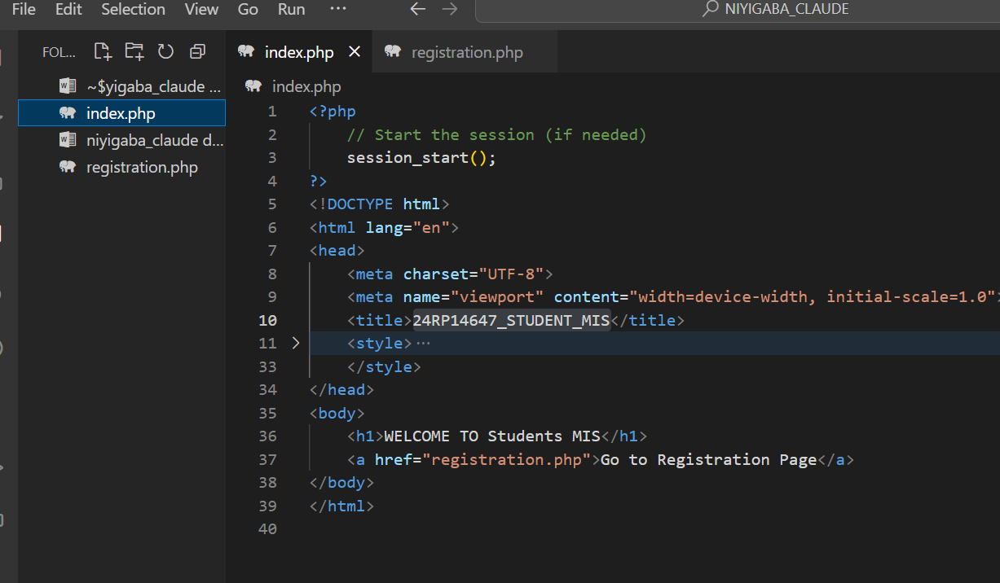 File Edit Selection View Go Run ··· NIYIGABA_CLAUDE
FOL...
index.php registration.php
~$yigaba_claude ...
index.php
niyigaba_claude d...
registration.php
index.php
1 <?php
2 // Start the session (if needed)
3 session_start();
4 ?>
5 <!DOCTYPE html>
6 <html lang="en">
7 <head>
8 <meta charset="UTF-8">
9 <meta name="viewport" content="width=device-width, initial-scale=1.0">
10 <title>24RP14647_STUDENT_MIS</title>
11 <style>···
33 </style>
34 </head>
35 <body>
36 <h1>WELCOME TO Students MIS</h1>
37 <a href="registration.php">Go to Registration Page</a>
38 </body>
39 </html>
40